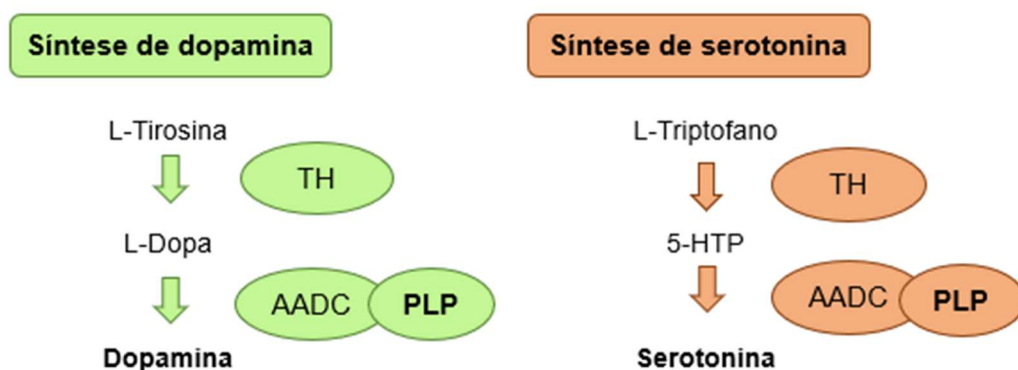 Síntese de dopamina
L-Tirosina
TH
L-Dopa
AADC
PLP
Dopamina
Síntese de serotonina
L-Triptofano
TH
5-HTP
AADC
PLP
Serotonina